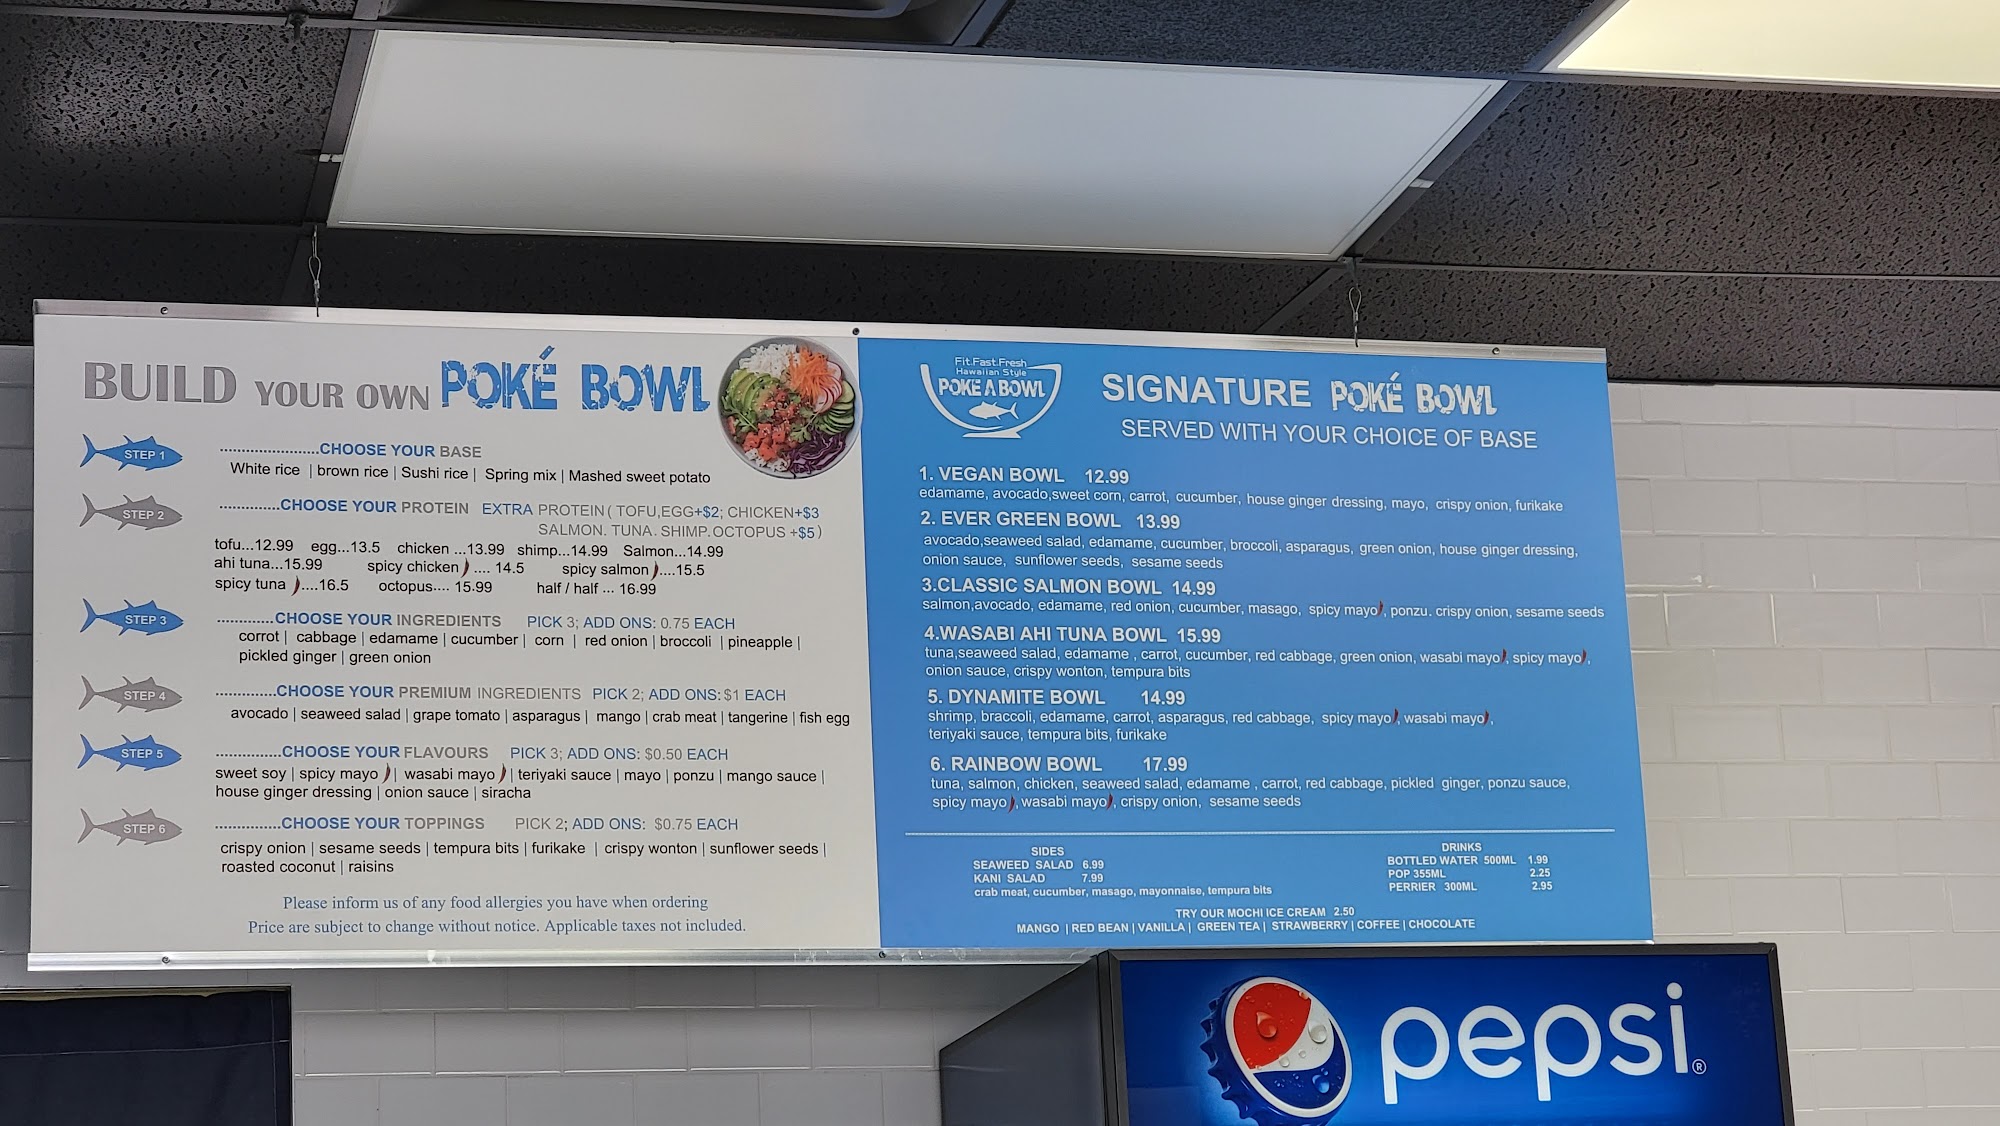 BUILD YOUR OWN POKÉ BOWL
STEP 1
......................CHOOSE YOUR BASE
White rice | brown rice | Sushi rice | Spring mix | Mashed sweet potato
STEP 2
.............CHOOSE YOUR PROTEIN EXTRA PROTEIN ( TOFU,EGG+$2; CHICKEN+$3
SALMON. TUNA. SHIMP.OCTOPUS +$5 )
tofu...12.99 egg...13.5 chicken ...13.99 shimp...14.99 Salmon...14.99
ahi tuna...15.99 spicy chicken .... 14.5 spicy salmon ....15.5
spicy tuna ....16.5 octopus.... 15.99 half / half ... 16.99
STEP 3
.............CHOOSE YOUR INGREDIENTS PICK 3; ADD ONS: 0.75 EACH
corrot | cabbage | edamame | cucumber | corn | red onion | broccoli | pineapple |
pickled ginger | green onion
STEP 4
.............CHOOSE YOUR PREMIUM INGREDIENTS PICK 2; ADD ONS: $1 EACH
avocado | seaweed salad | grape tomato | asparagus | mango | crab meat | tangerine | fish egg
STEP 5
...............CHOOSE YOUR FLAVOURS PICK 3; ADD ONS: $0.50 EACH
sweet soy | spicy mayo | wasabi mayo | teriyaki sauce | mayo | ponzu | mango sauce |
house ginger dressing | onion sauce | siracha
STEP 6
...............CHOOSE YOUR TOPPINGS PICK 2; ADD ONS: $0.75 EACH
crispy onion | sesame seeds | tempura bits | furikake | crispy wonton | sunflower seeds |
roasted coconut | raisins
Please inform us of any food allergies you have when ordering
Price are subject to change without notice. Applicable taxes not included.
Fit.Fast.Fresh
Hawaiian Style
POKE A BOWL
SIGNATURE POKÉ BOWL
SERVED WITH YOUR CHOICE OF BASE
1. VEGAN BOWL 12.99
edamame, avocado,sweet corn, carrot, cucumber, house ginger dressing, mayo, crispy onion, furikake
2. EVER GREEN BOWL 13.99
avocado,seaweed salad, edamame, cucumber, broccoli, asparagus, green onion, house ginger dressing,
onion sauce, sunflower seeds, sesame seeds
3.CLASSIC SALMON BOWL 14.99
salmon,avocado, edamame, red onion, cucumber, masago, spicy mayo , ponzu. crispy onion, sesame seeds
4.WASABI AHI TUNA BOWL 15.99
tuna,seaweed salad, edamame , carrot, cucumber, red cabbage, green onion, wasabi mayo , spicy mayo ,
onion sauce, crispy wonton, tempura bits
5. DYNAMITE BOWL 14.99
shrimp, braccoli, edamame, carrot, asparagus, red cabbage, spicy mayo , wasabi mayo ,
teriyaki sauce, tempura bits, furikake
6. RAINBOW BOWL 17.99
tuna, salmon, chicken, seaweed salad, edamame , carrot, red cabbage, pickled ginger, ponzu sauce,
spicy mayo , wasabi mayo , crispy onion, sesame seeds
SIDES
SEAWEED SALAD 6.99
KANI SALAD 7.99
crab meat, cucumber, masago, mayonnaise, tempura bits
DRINKS
BOTTLED WATER 500ML 1.99
POP 355ML 2.25
PERRIER 300ML 2.95
TRY OUR MOCHI ICE CREAM 2.50
MANGO | RED BEAN | VANILLA | GREEN TEA | STRAWBERRY | COFFEE | CHOCOLATE
pepsi®